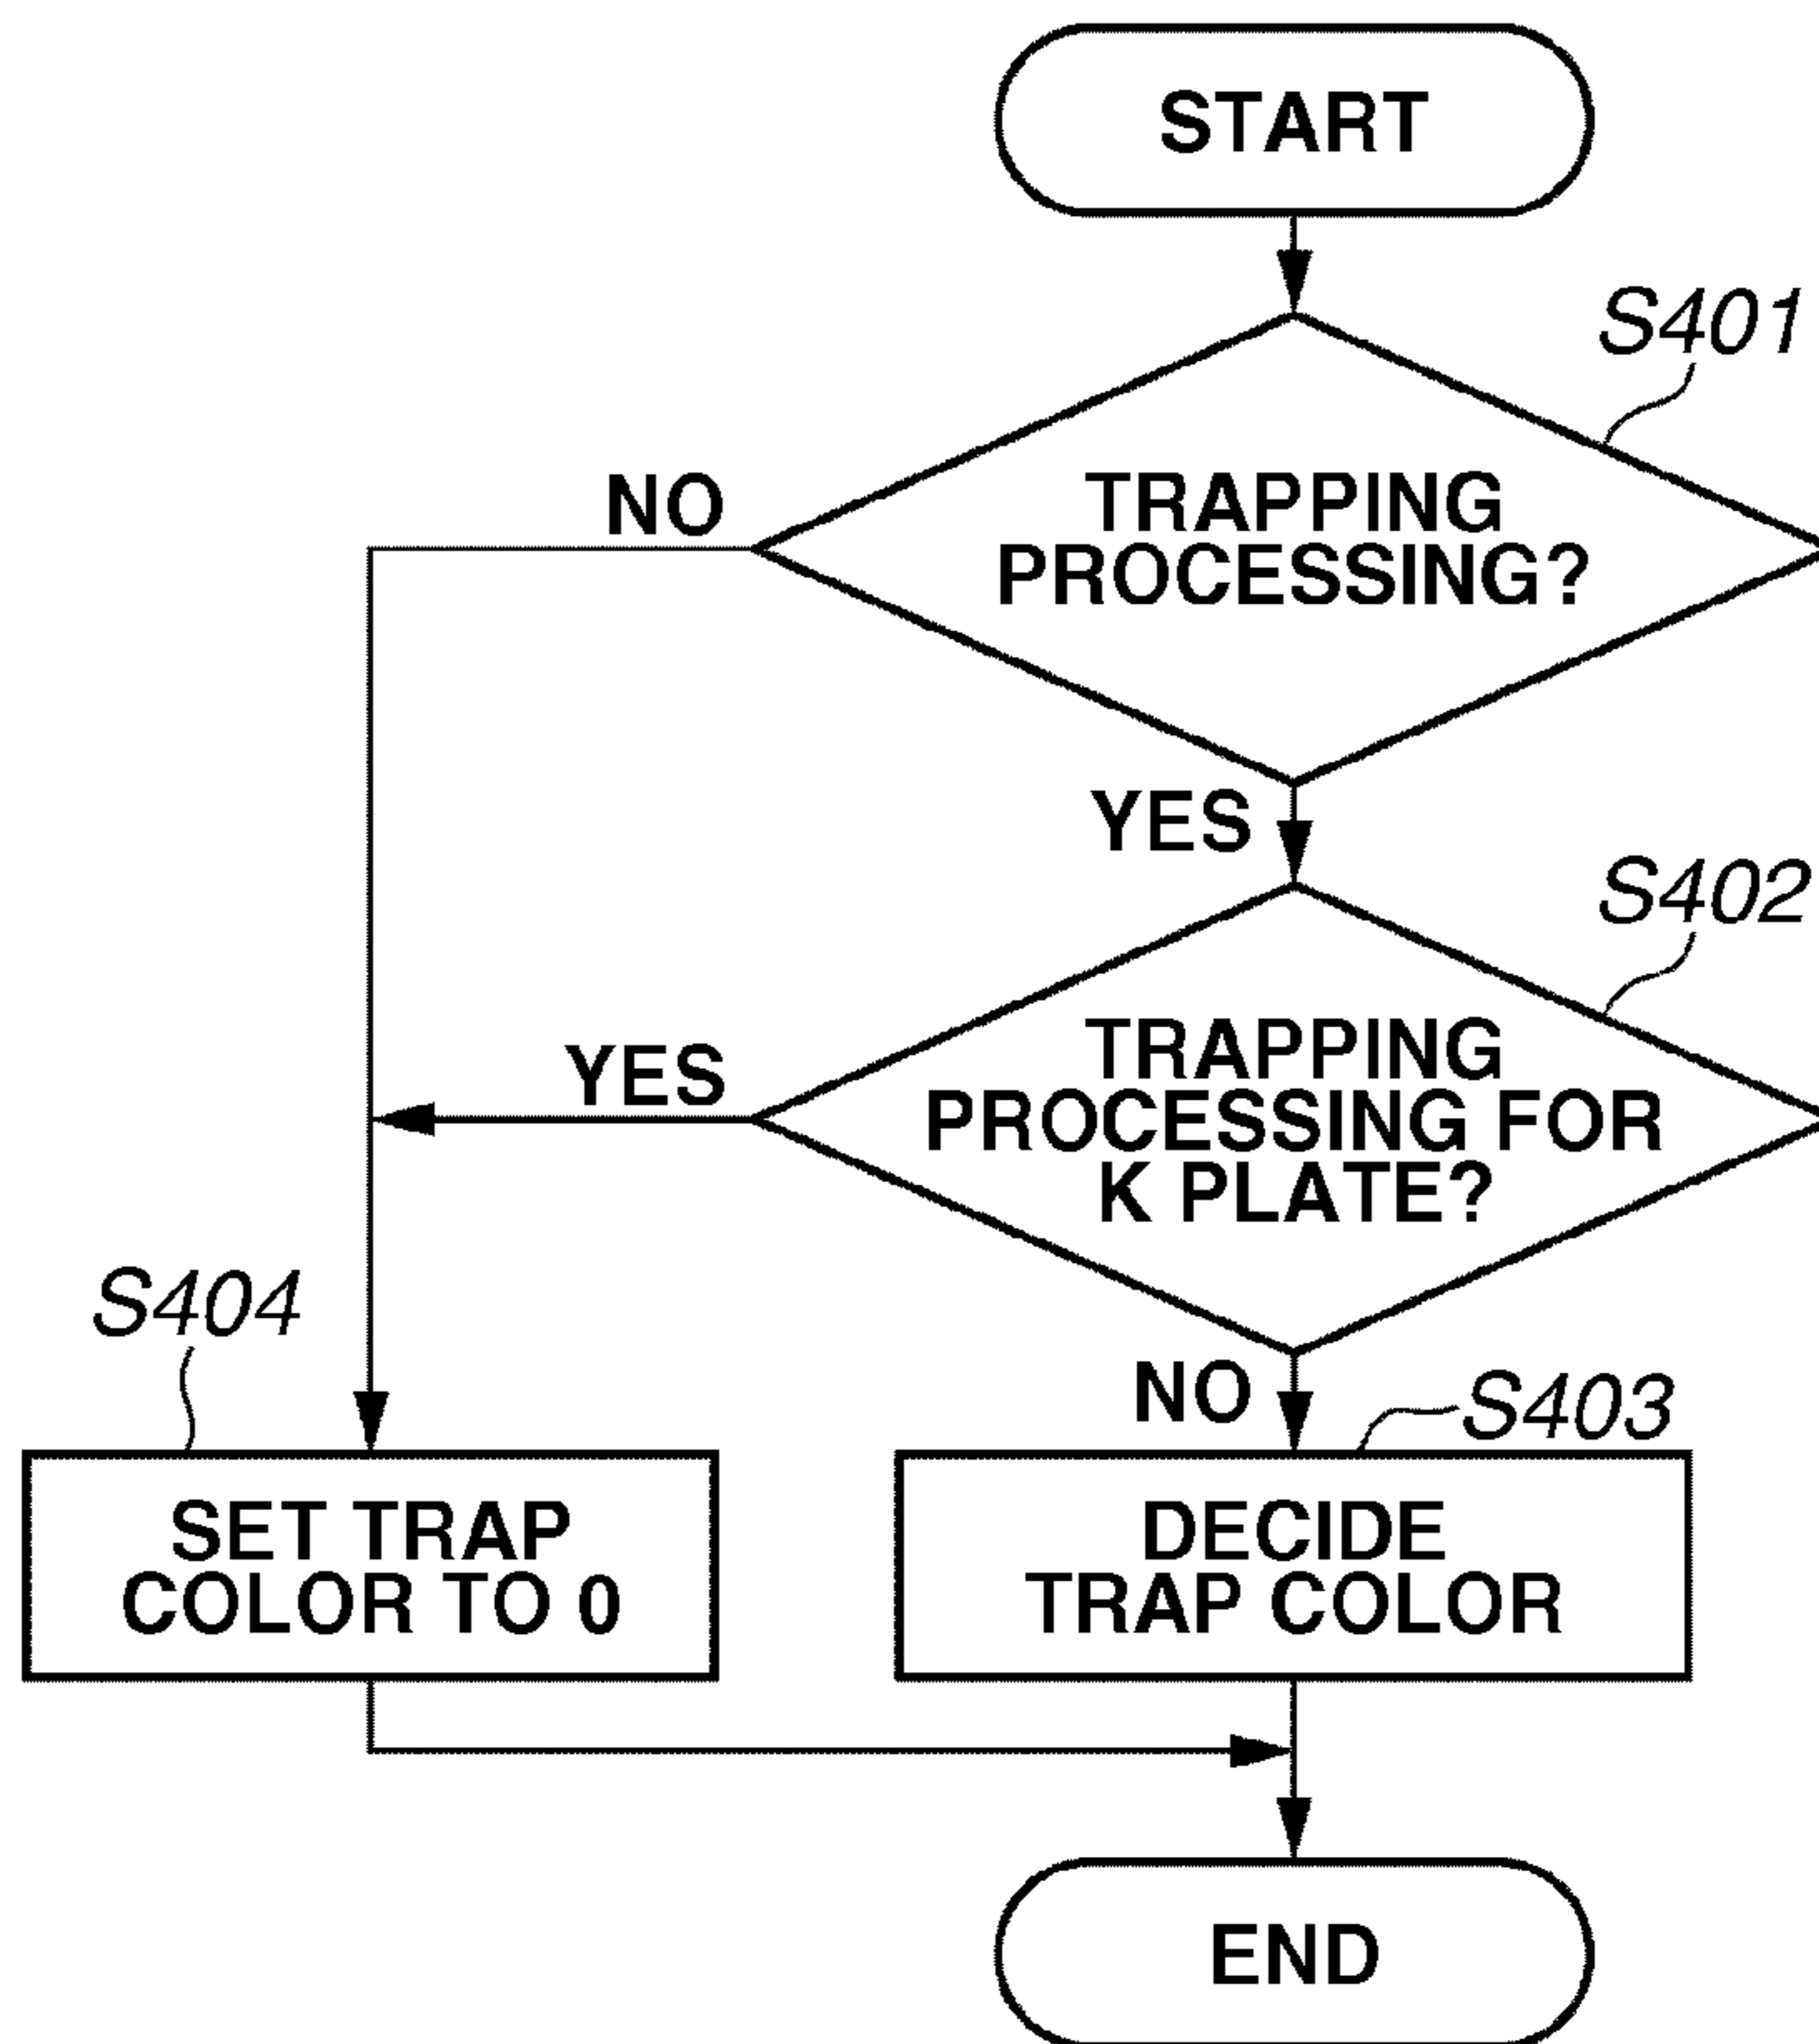 START
S401
NO
TRAPPING
PROCESSING?
YES
S402
YES
TRAPPING
PROCESSING FOR
K PLATE?
S404
NO
S403
SET TRAP
COLOR TO 0
DECIDE
TRAP COLOR
END